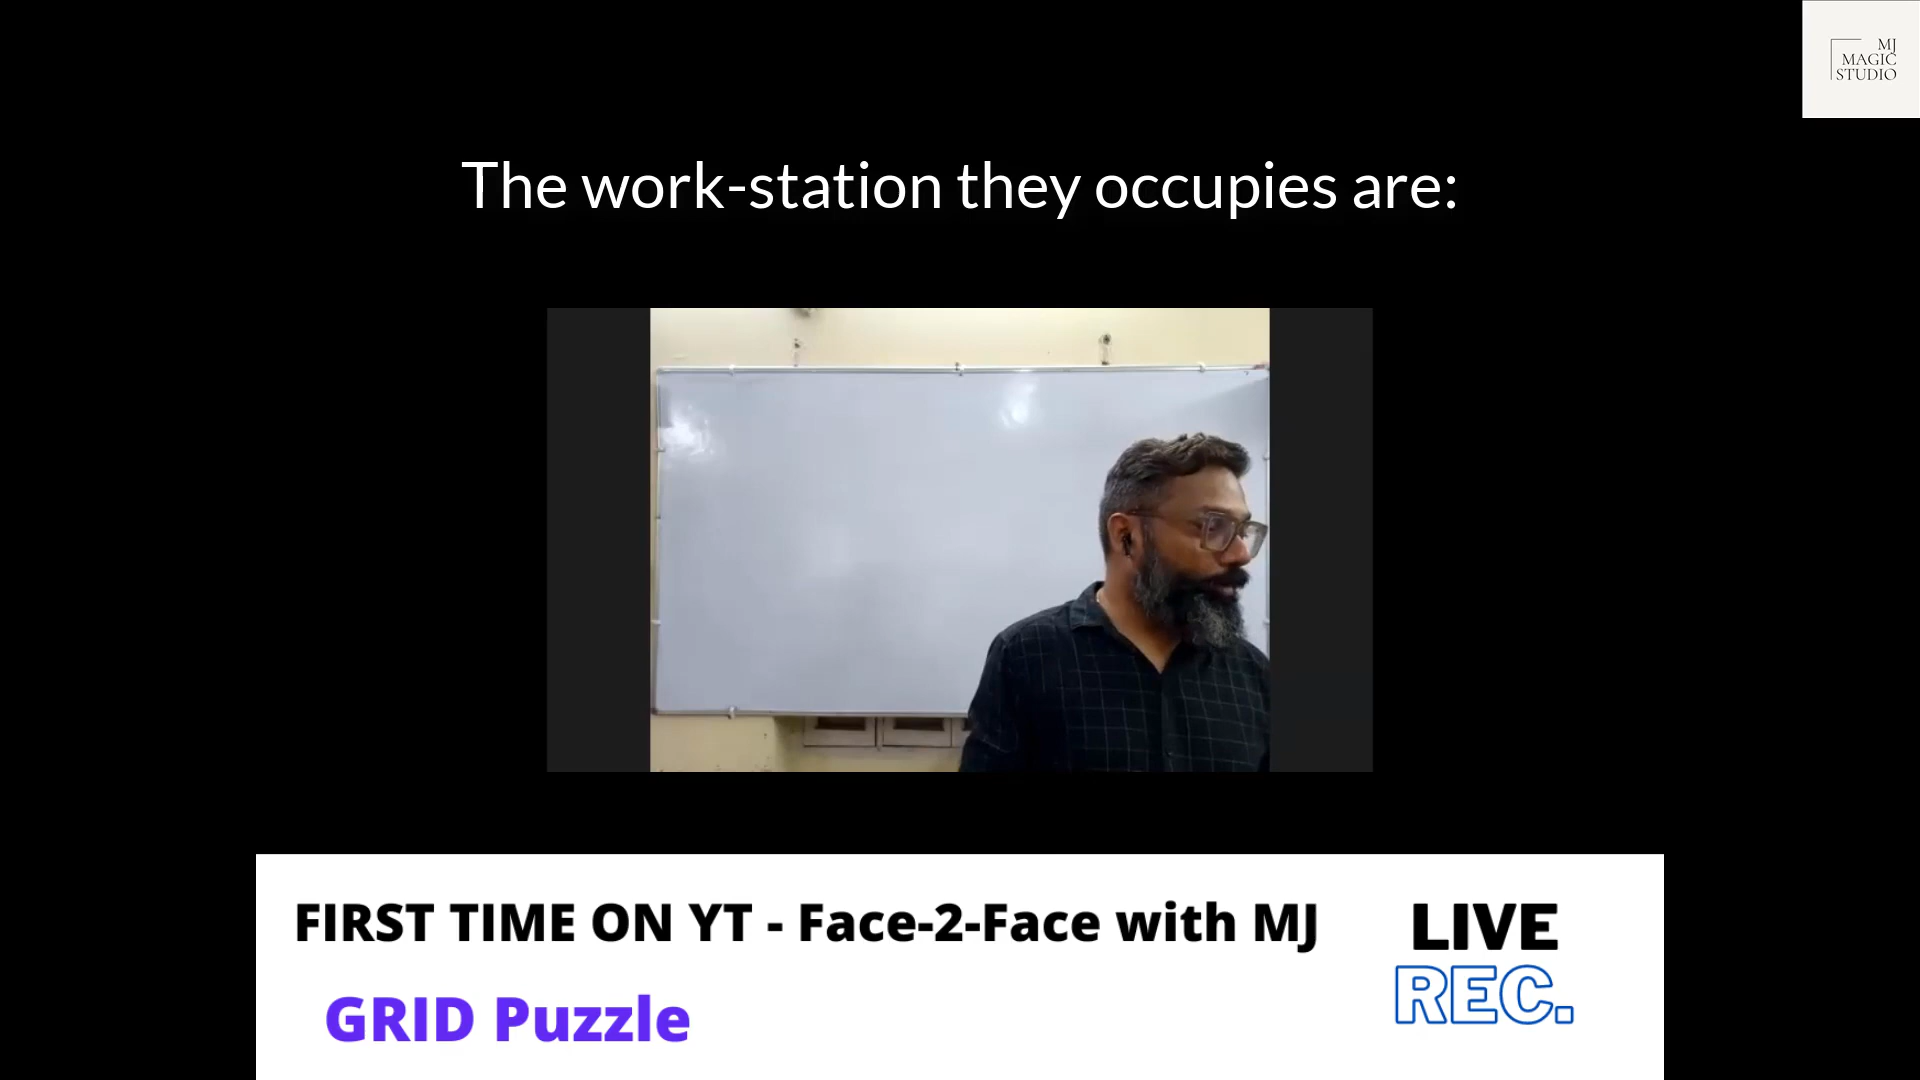 MJ
MAGIC
STUDIO
The work-station they occupies are:
FIRST TIME ON YT - Face-2-Face with MJ
LIVE
REC.
GRID Puzzle